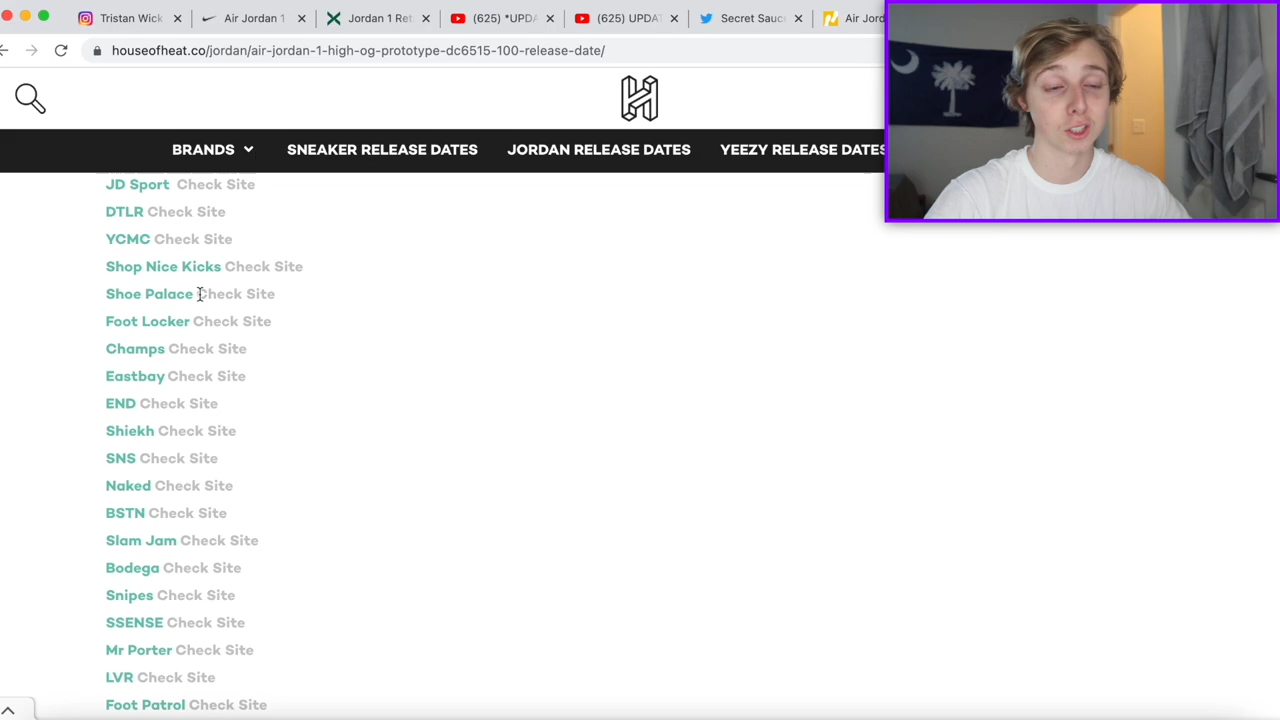 Tristan Wick
Air Jordan 1
Jordan 1 Ret
(625) *UPDA
(625) UPDAT
Secret Sauc
Air Jord
houseofheat.co/jordan/air-jordan-1-high-og-prototype-dc6515-100-release-date/
BRANDS
SNEAKER RELEASE DATES
JORDAN RELEASE DATES
YEEZY RELEASE DATES
JD Sport Check Site
DTLR Check Site
YCMC Check Site
Shop Nice Kicks Check Site
Shoe Palace Check Site
Foot Locker Check Site
Champs Check Site
Eastbay Check Site
END Check Site
Shiekh Check Site
SNS Check Site
Naked Check Site
BSTN Check Site
Slam Jam Check Site
Bodega Check Site
Snipes Check Site
SSENSE Check Site
Mr Porter Check Site
LVR Check Site
Foot Patrol Check Site